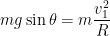 mg sin θ = m v₁²/R